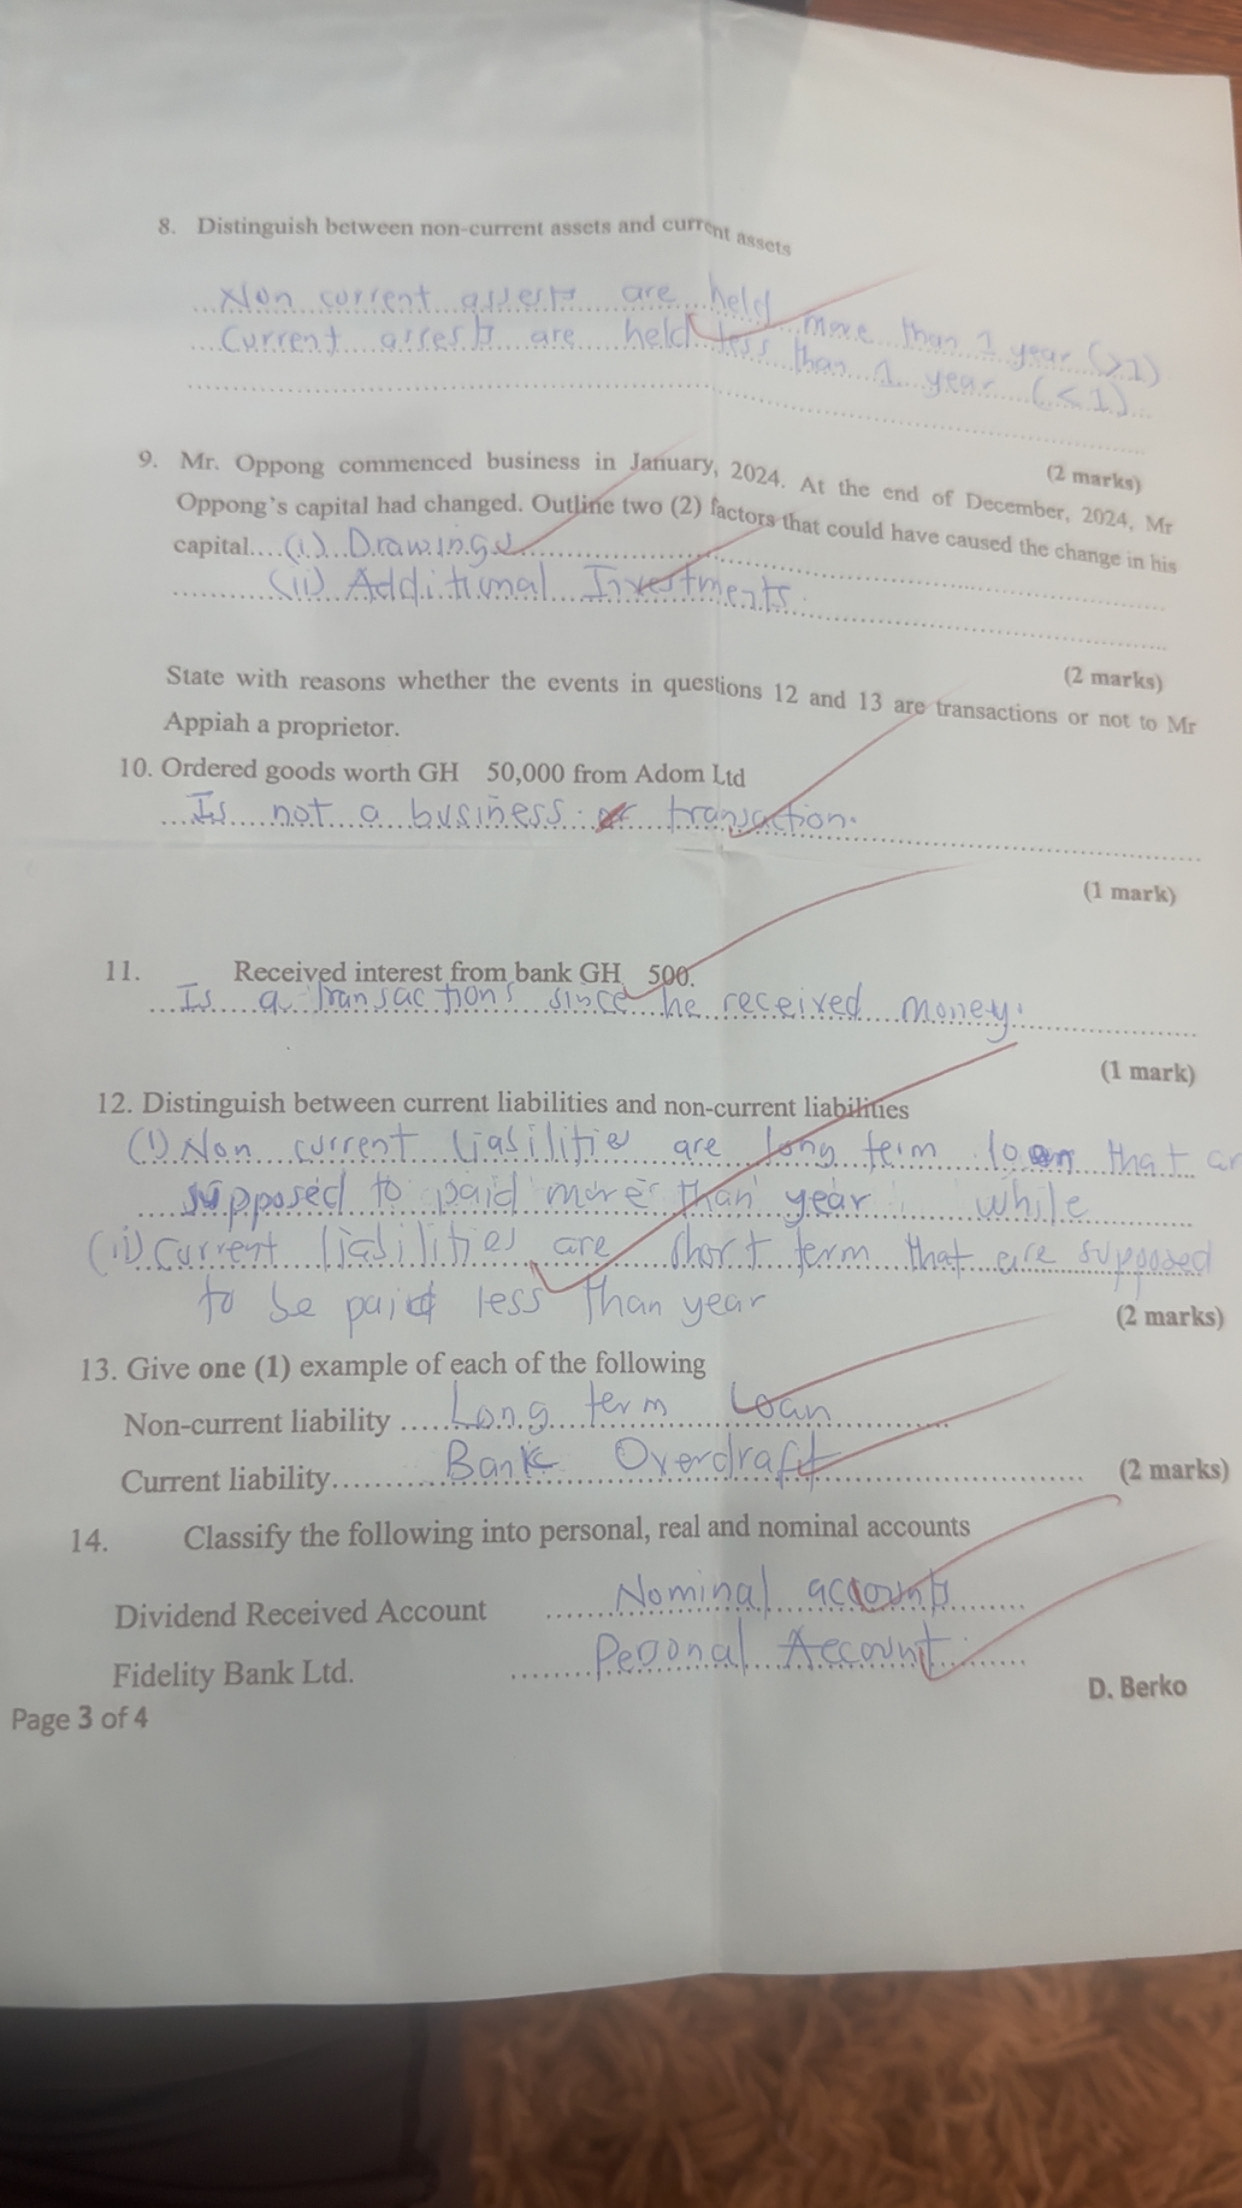 8. Distinguish between non-current assets and current assets
Non current assests are held more than 1 year (>1)
Current assests are held less than 1 year (<1)
(2 marks)
9. Mr. Oppong commenced business in January, 2024. At the end of December, 2024, Mr
Oppong's capital had changed. Outline two (2) factors that could have caused the change in his
capital....(i) Drawings
(ii) Additional Investments
(2 marks)
State with reasons whether the events in questions 12 and 13 are transactions or not to Mr
Appiah a proprietor.
10. Ordered goods worth GH 50,000 from Adom Ltd
Is not a business transaction.
(1 mark)
11. Received interest from bank GH 500.
Is a transactions since he received money.
(1 mark)
12. Distinguish between current liabilities and non-current liabilities
(i) Non current liabilities are long term loan that ar
supposed to paid more than year while
(ii) Current liabilities are short term that are supposed
to be paid less than year
(2 marks)
13. Give one (1) example of each of the following
Non-current liability ..... Long term Loan
Current liability..... Bank Overdraft
(2 marks)
14. Classify the following into personal, real and nominal accounts
Dividend Received Account ...... Nominal accounts
Fidelity Bank Ltd. ...... Personal Account
D. Berko
Page 3 of 4